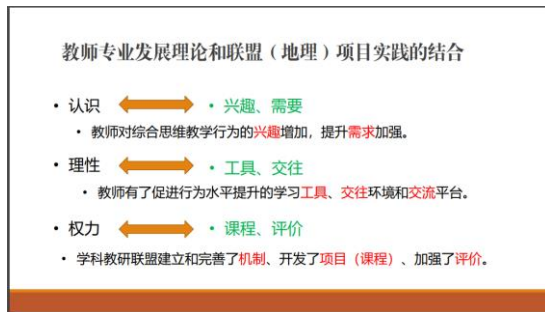 教师专业发展理论和联盟（地理）项目实践的结合
• 认识 • 兴趣、需要
• 教师对综合思维教学行为的兴趣增加，提升需求加强。
• 理性 • 工具、交往
• 教师有了促进行为水平提升的学习工具、交往环境和交流平台。
• 权力 • 课程、评价
• 学科教研联盟建立和完善了机制、开发了项目（课程）、加强了评价。